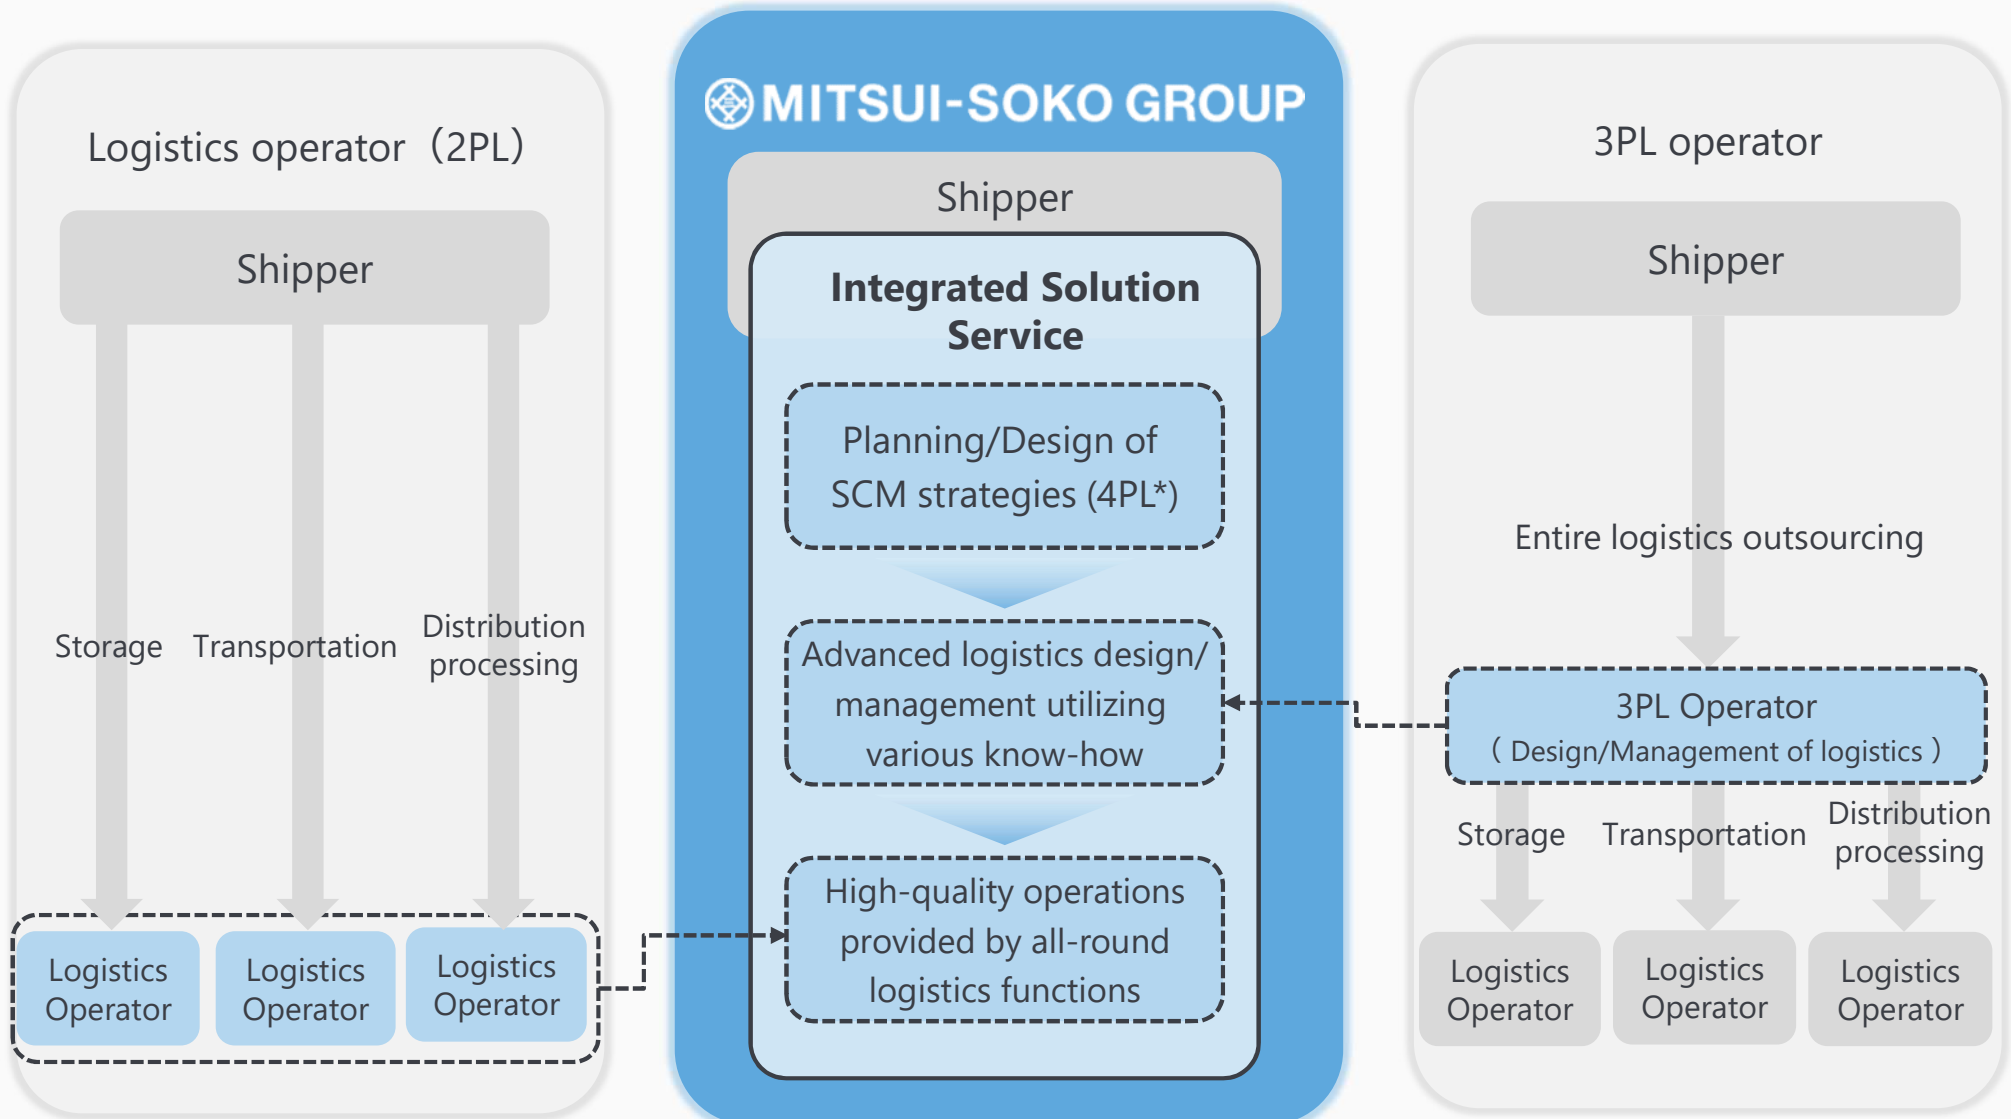 Logistics operator（2PL）
Shipper
Storage
Transportation
Distribution
processing
Logistics
Operator
Logistics
Operator
Logistics
Operator
MITSUI-SOKO GROUP
Shipper
Integrated Solution
Service
Planning/Design of
SCM strategies (4PL*)
Advanced logistics design/
management utilizing
various know-how
High-quality operations
provided by all-round
logistics functions
3PL operator
Shipper
Entire logistics outsourcing
3PL Operator
（ Design/Management of logistics ）
Storage
Transportation
Distribution
processing
Logistics
Operator
Logistics
Operator
Logistics
Operator